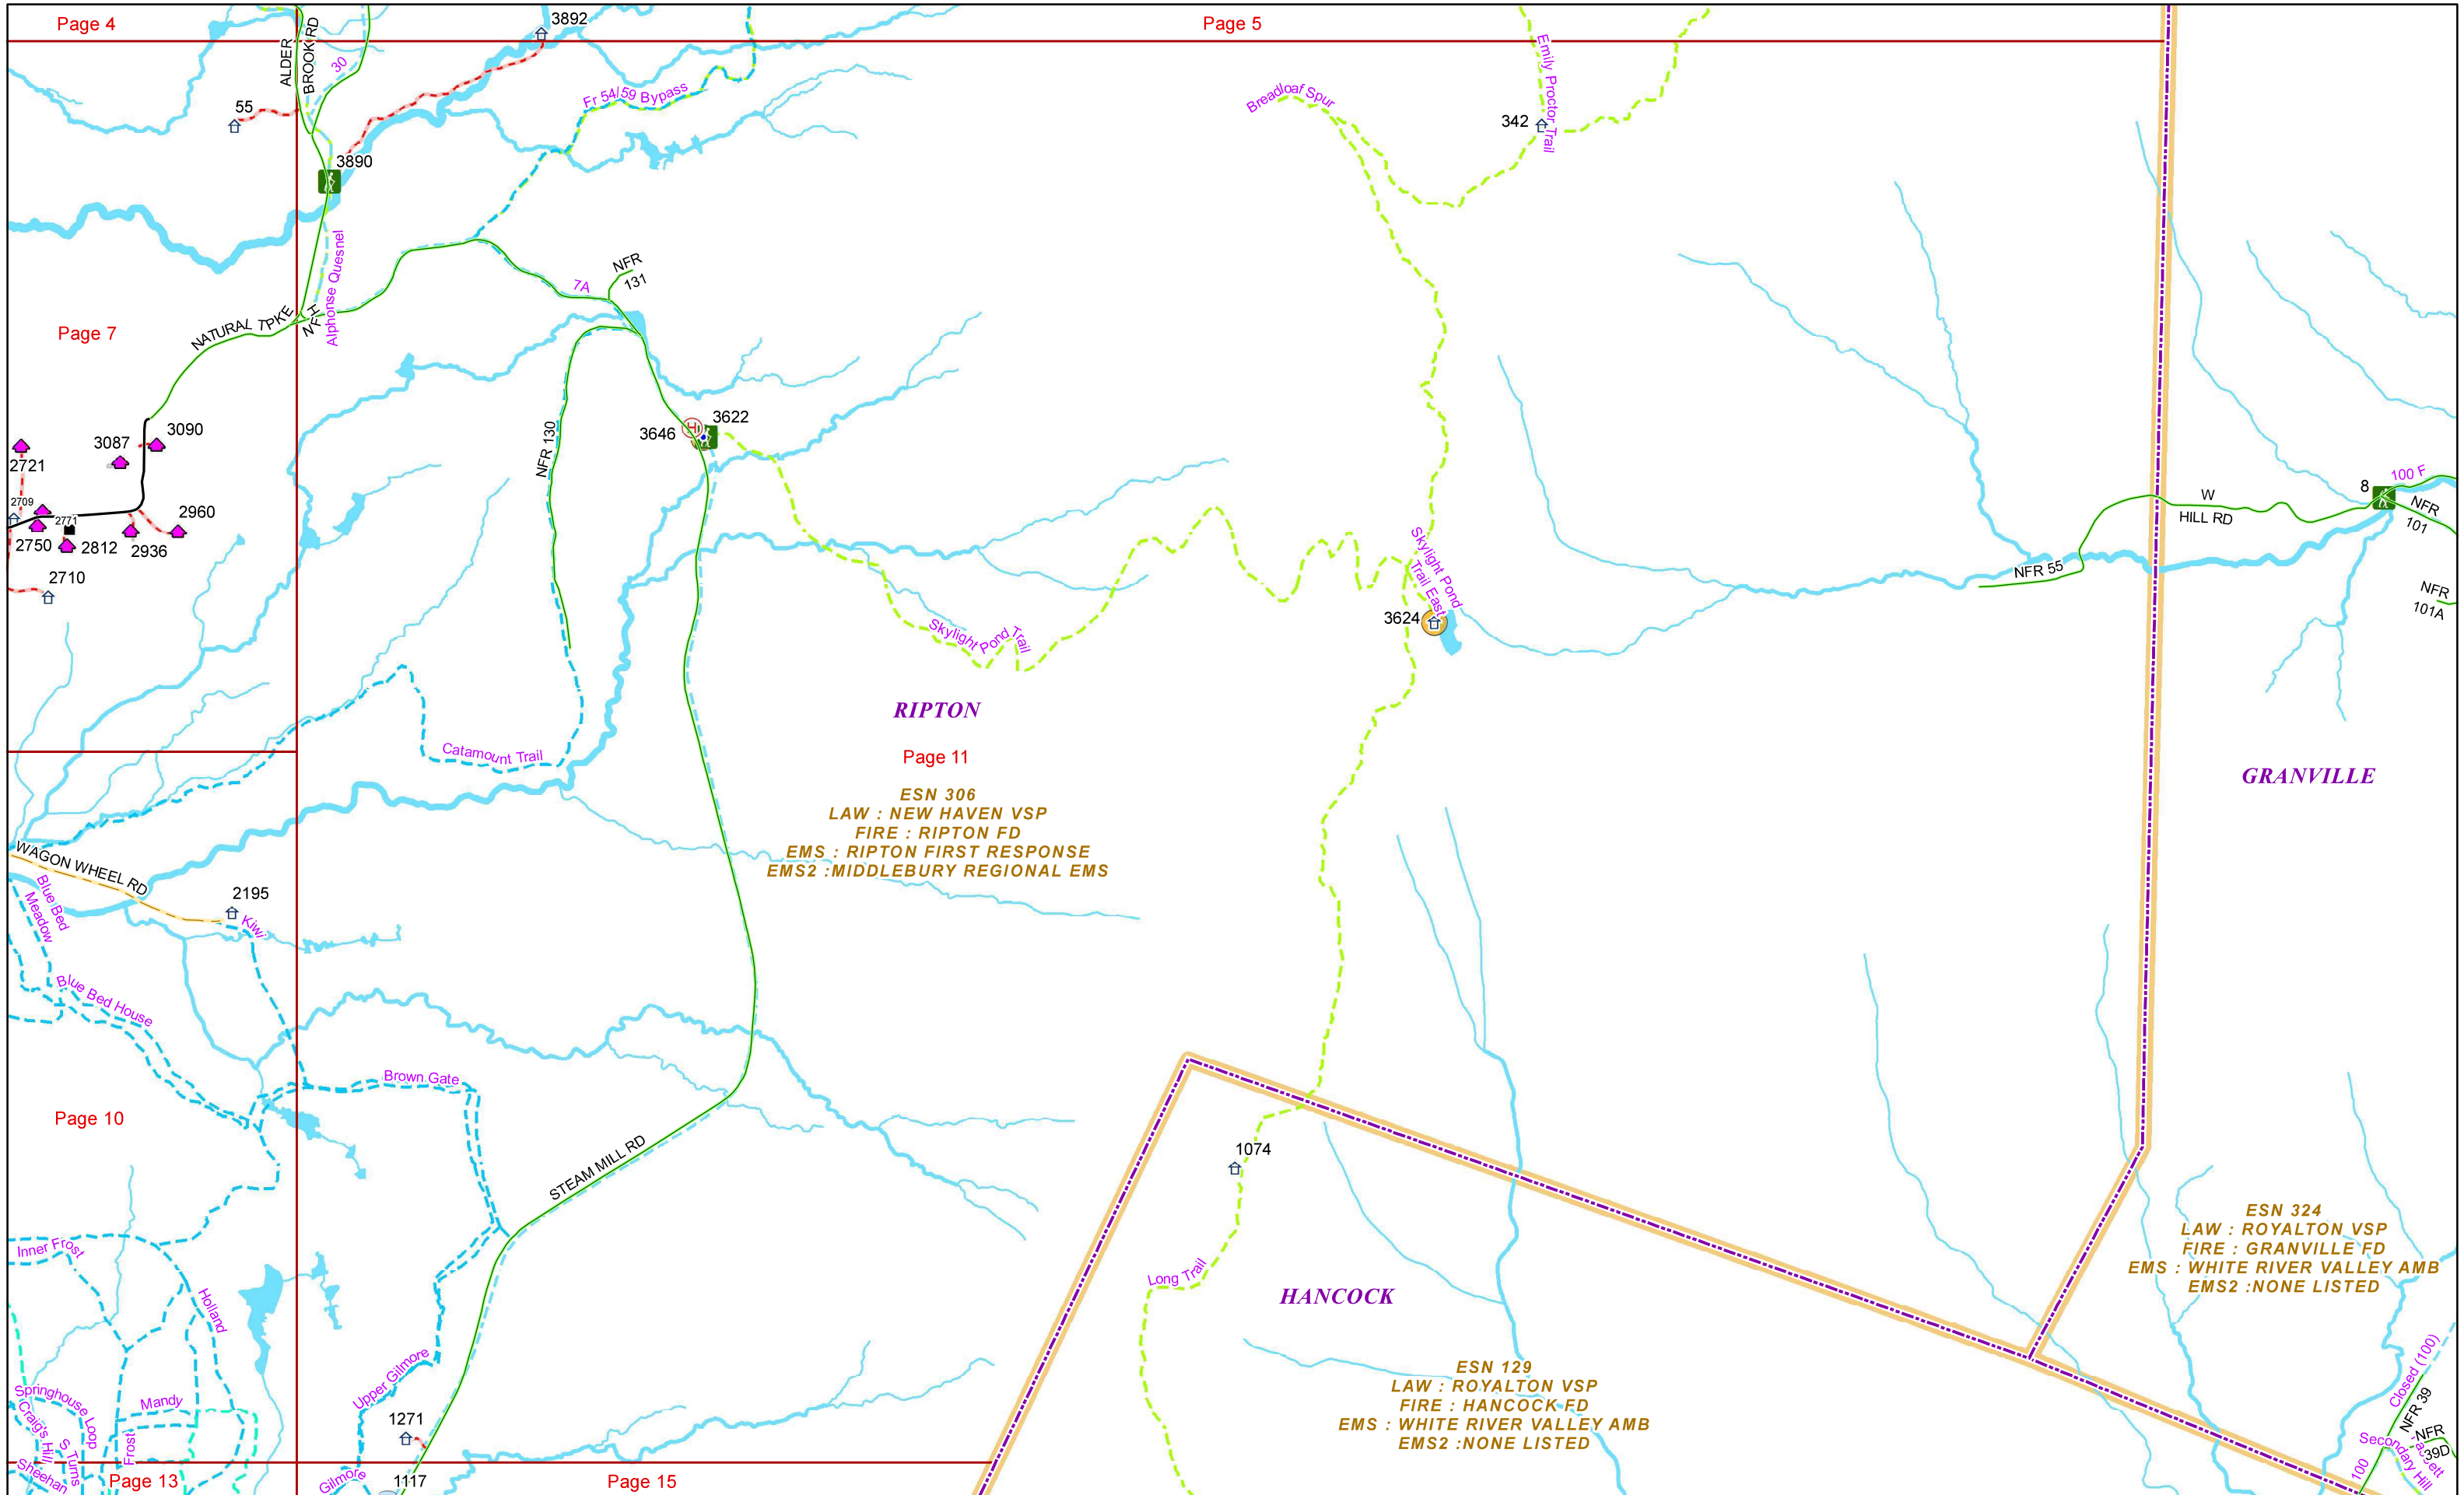 Page 4
Page 5
3892
ALDER
BROOK RD
30
Fr 54/59 Bypass
Emily Proctor Trail
Breadloaf Spur
55
342
3890
Alphonse Quesnel
NFR
131
7A
NATURAL TPKE
NFH
Page 7
3622
3646
3090
3087
2721
NFR 130
100 F
8
W
HILL RD
NFR
101
2709
2771
2960
2750
2812
2936
2710
Skylight Pond
Trail East
NFR 55
NFR
101A
3624
Skylight Pond Trail
RIPTON
Page 11
Catamount Trail
GRANVILLE
ESN 306
LAW : NEW HAVEN VSP
FIRE : RIPTON FD
EMS : RIPTON FIRST RESPONSE
EMS2 :MIDDLEBURY REGIONAL EMS
WAGON WHEEL RD
2195
Blue Bed
Meadow
Kiwi
Blue Bed House
Brown Gate
Page 10
STEAM MILL RD
1074
ESN 324
LAW : ROYALTON VSP
FIRE : GRANVILLE FD
EMS : WHITE RIVER VALLEY AMB
EMS2 :NONE LISTED
Inner Frost
Holland
Long Trail
HANCOCK
ESN 129
LAW : ROYALTON VSP
FIRE : HANCOCK FD
EMS : WHITE RIVER VALLEY AMB
EMS2 :NONE LISTED
Closed (100)
NFR 39
NFR
39D
Upper Gilmore
Springhouse Loop
Craig's Hill
Mandy
Frost
S Turns
Sheehan
1271
Secondary Hill
100
Page 13
Gilmore
1117
Page 15